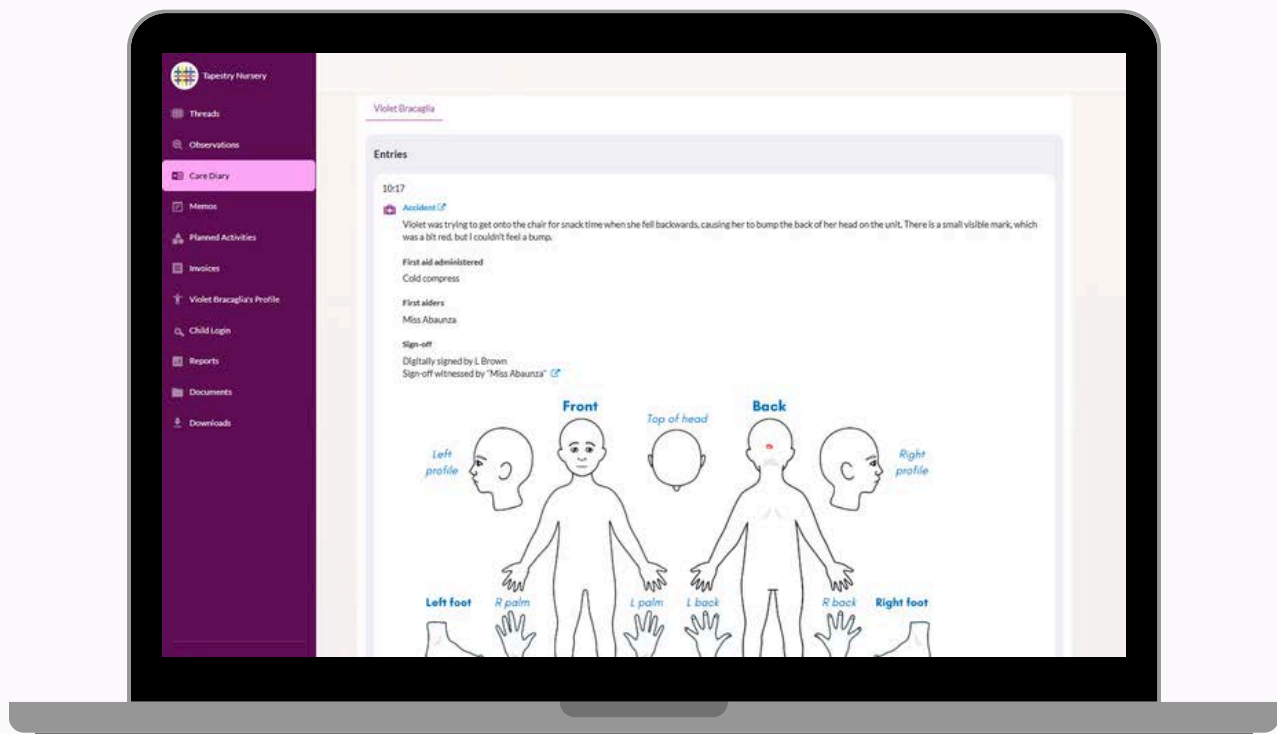 Tapestry Nursery
Threads
Observations
Care Diary
Memos
Planned Activities
Invoices
Violet Bracaglia's Profile
Child Login
Reports
Documents
Downloads
Violet Bracaglia
Entries
10:17
Accident
Violet was trying to get onto the chair for snack time when she fell backwards, causing her to bump the back of her head on the unit. There is a small visible mark, which
was a bit red, but I couldn't feel a bump.
First aid administered
Cold compress
First aiders
Miss Abaunza
Sign-off
Digitally signed by L Brown
Sign-off witnessed by "Miss Abaunza"
Front
Top of head
Back
Left
profile
Right
profile
Left foot
R palm
L palm
L back
R back
Right foot